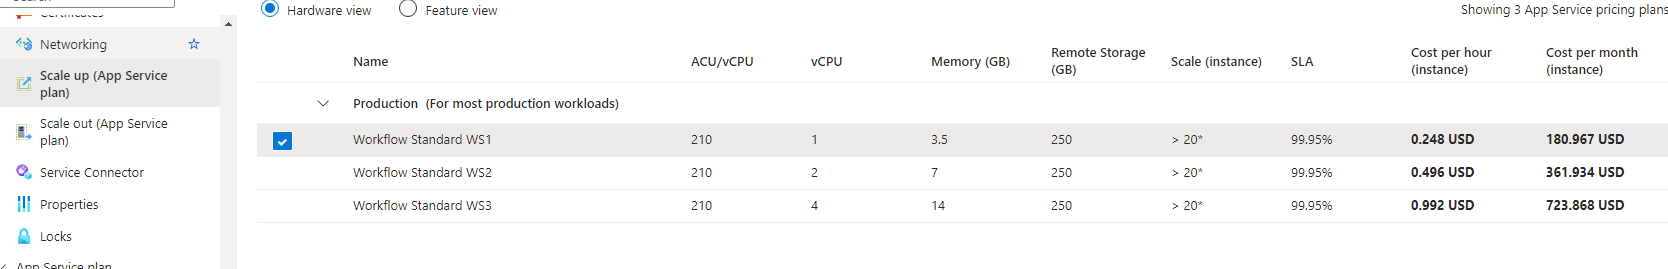 Search
Hardware view
Feature view
Showing 3 App Service pricing plans
Certificates
Networking
Scale up (App Service
plan)
Scale out (App Service
plan)
Service Connector
Properties
Locks
App Service plan
Name
ACU/vCPU
vCPU
Memory (GB)
Remote Storage
(GB)
Scale (instance)
SLA
Cost per hour
(instance)
Cost per month
(instance)
Production (For most production workloads)
Workflow Standard WS1 210 1 3.5 250 > 20* 99.95% 0.248 USD 180.967 USD
Workflow Standard WS2 210 2 7 250 > 20* 99.95% 0.496 USD 361.934 USD
Workflow Standard WS3 210 4 14 250 > 20* 99.95% 0.992 USD 723.868 USD